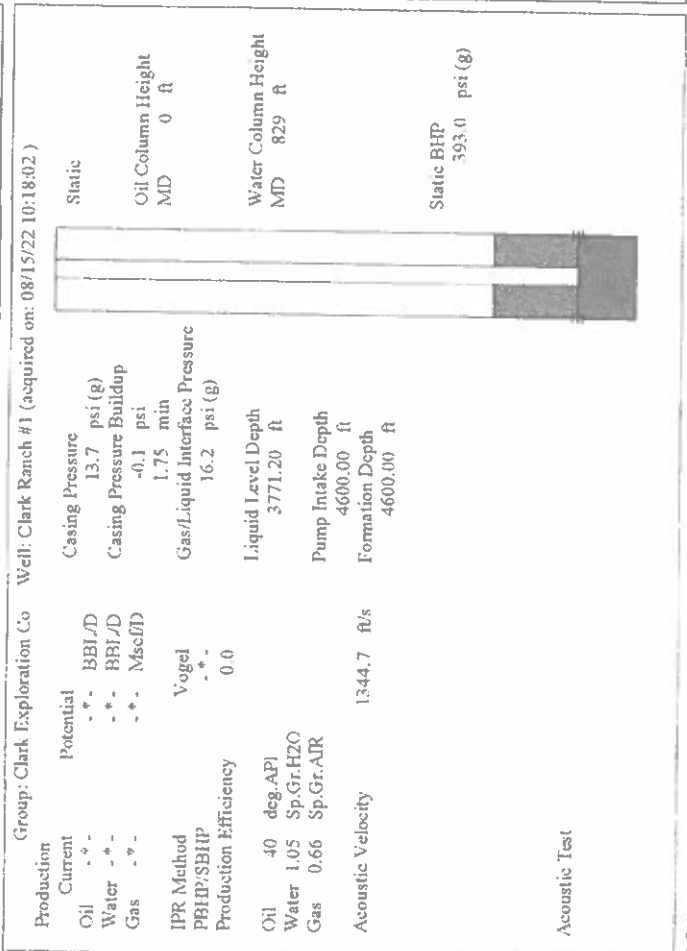 Group: Clark Exploration Co Well: Clark Ranch #1 (acquired on: 08/15/22 10:18:02 )
Production
Current Potential
Oil - * - - * - BBL/D
Water - * - - * - BBL/D
Gas - * - - * - Mscf/D
IPR Method Vogel
PBHP/SBHP - * -
Production Efficiency 0.0
Oil 40 deg.API
Water 1.05 Sp.Gr.H2O
Gas 0.66 Sp.Gr.AIR
Acoustic Velocity 1344.7 ft/s
Acoustic Test
Casing Pressure
13.7 psi (g)
Casing Pressure Buildup
-0.1 psi
1.75 min
Gas/Liquid Interface Pressure
16.2 psi (g)
Liquid Level Depth
3771.20 ft
Pump Intake Depth
4600.00 ft
Formation Depth
4600.00 ft
Static
Oil Column Height
MD 0 ft
Water Column Height
MD 829 ft
Static BHP
393.0 psi (g)